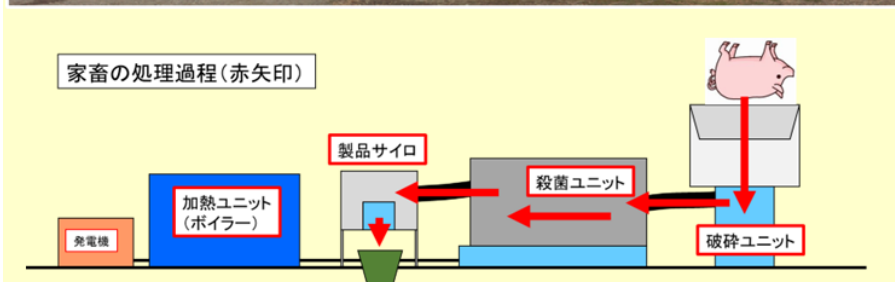 家畜の処理過程(赤矢印)
製品サイロ
殺菌ユニット
加熱ユニット
(ボイラー)
発電機
破砕ユニット